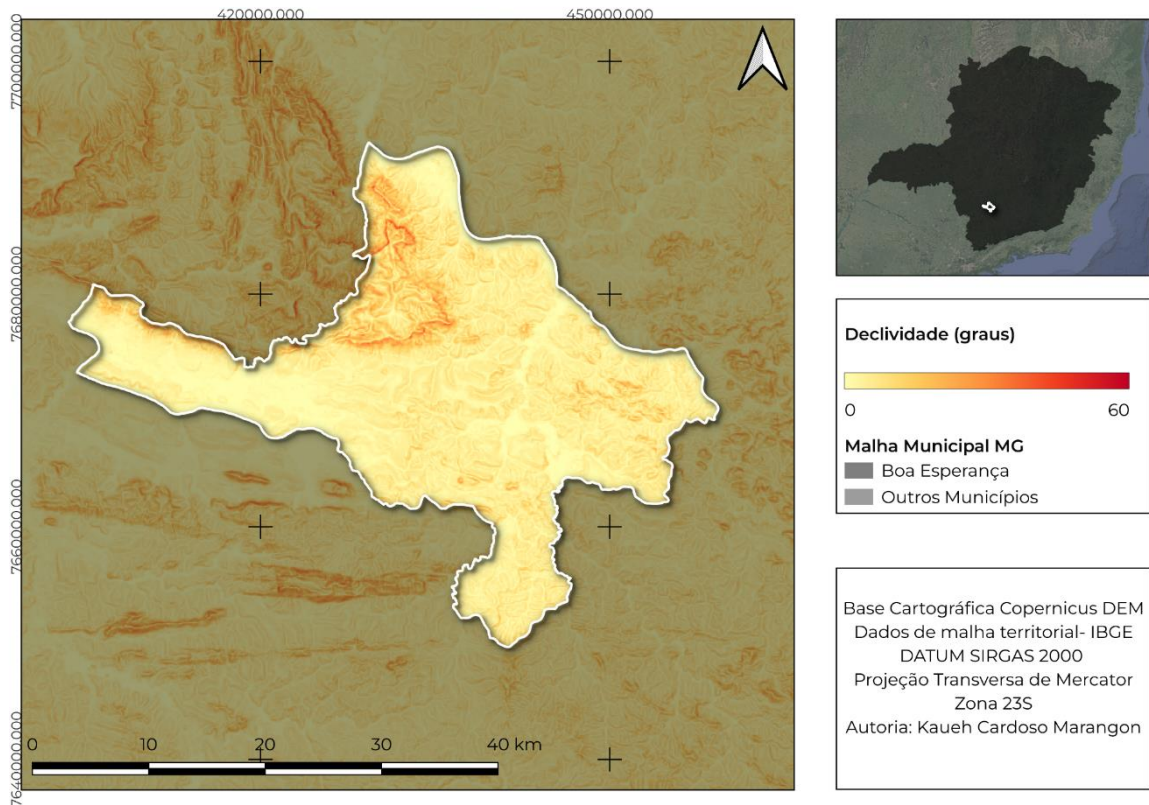 420000.000
450000.000
7700000.000
7680000.000
7660000.000
7640000.000
0 10 20 30 40 km
Declividade (graus)
0 60
Malha Municipal MG
Boa Esperança
Outros Municípios
Base Cartográfica Copernicus DEM
Dados de malha territorial- IBGE
DATUM SIRGAS 2000
Projeção Transversa de Mercator
Zona 23S
Autoria: Kaueh Cardoso Marangon